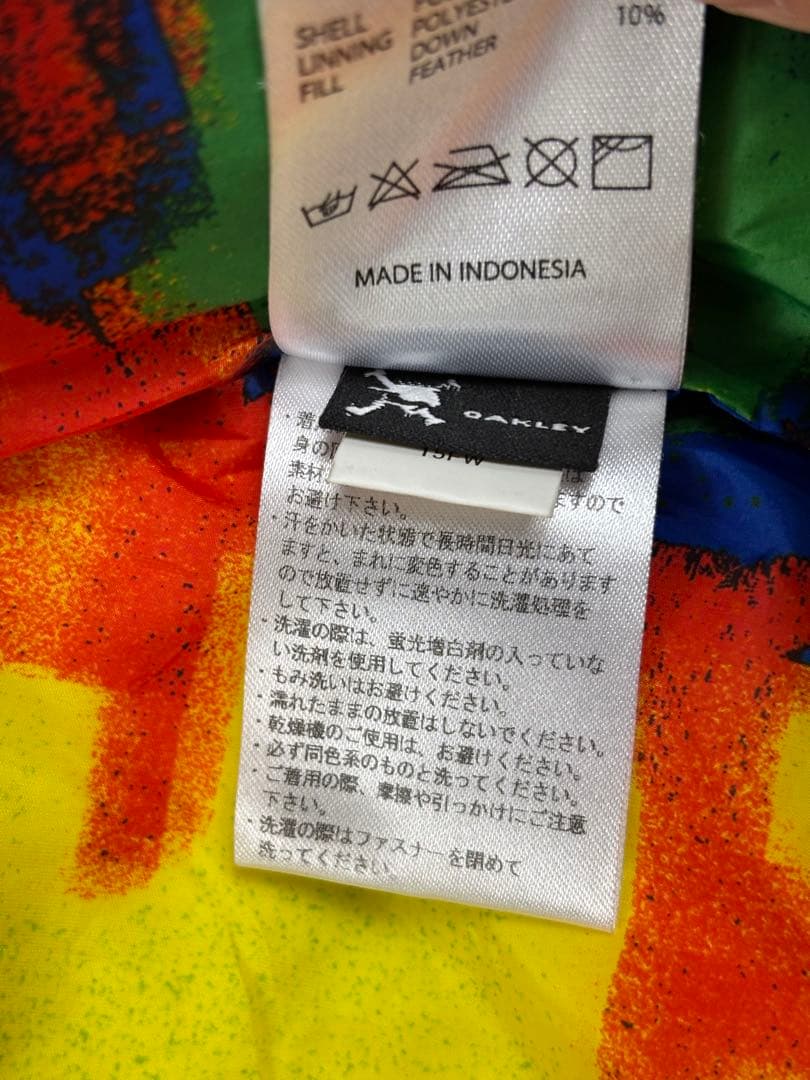 10%
SHELL
LINNING POLYESTE
FILL DOWN
FEATHER
MADE IN INDONESIA
OAKLEY
・着
身の
素材 ますので
お避け下さい。
・汗をかいた状態で長時間日光にあて
ますと、まれに変色することがあります
ので放置せずに速やかに洗濯処理を
して下さい。
・洗濯の際は、蛍光増白剤の入っていな
い洗剤を使用してください。
・もみ洗いはお避けください。
・濡れたままの放置はしないでください。
・乾燥機のご使用は、お避けください。
・必ず同色系のものと洗ってください。
・ご着用の際、摩擦や引っかけにご注意
下さい。
・洗濯の際はファスナーを閉めて
洗ってください。